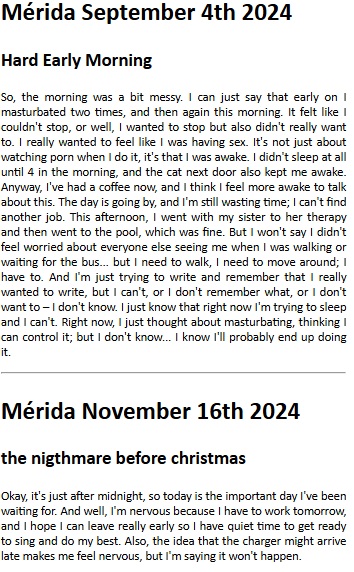 Mérida September 4th 2024
Hard Early Morning
So, the morning was a bit messy. I can just say that early on I
masturbated two times, and then again this morning. It felt like I
couldn't stop, or well, I wanted to stop but also didn't really want
to. I really wanted to feel like I was having sex. It's not just about
watching porn when I do it, it's that I was awake. I didn't sleep at all
until 4 in the morning, and the cat next door also kept me awake.
Anyway, I've had a coffee now, and I think I feel more awake to talk
about this. The day is going by, and I'm still wasting time; I can't find
another job. This afternoon, I went with my sister to her therapy
and then went to the pool, which was fine. But I won't say I didn't
feel worried about everyone else seeing me when I was walking or
waiting for the bus... but I need to walk, I need to move around; I
have to. And I'm just trying to write and remember that I really
wanted to write, but I can't, or I don't remember what, or I don't
want to – I don't know. I just know that right now I'm trying to sleep
and I can't. Right now, I just thought about masturbating, thinking I
can control it; but I don't know... I know I'll probably end up doing
it.
Mérida November 16th 2024
the nigthmare before christmas
Okay, it's just after midnight, so today is the important day I've been
waiting for. And well, I'm nervous because I have to work tomorrow,
and I hope I can leave really early so I have quiet time to get ready
to sing and do my best. Also, the idea that the charger might arrive
late makes me feel nervous, but I'm saying it won't happen.